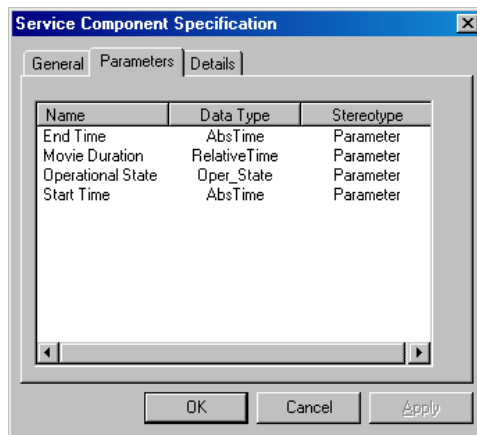 Service Component Specification
General Parameters Details
Name Data Type Stereotype
End Time AbsTime Parameter
Movie Duration RelativeTime Parameter
Operational State Oper_State Parameter
Start Time AbsTime Parameter
OK Cancel Apply